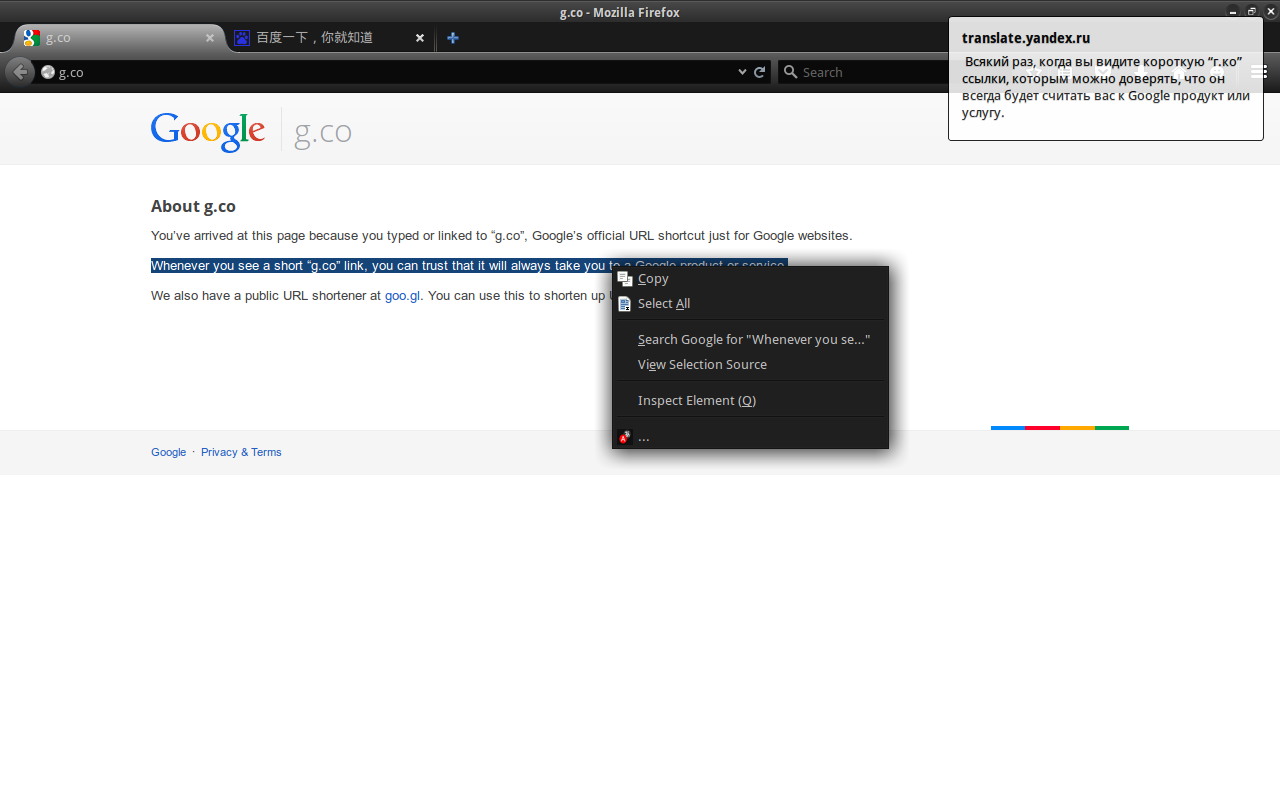 g.co - Mozilla Firefox
g.co
百度一下，你就知道
g.co
Search
translate.yandex.ru
Всякий раз, когда вы видите короткую “г.ко”
ссылки, которым можно доверять, что он
всегда будет считать вас к Google продукт или
услугу.
Google g.co
About g.co
You’ve arrived at this page because you typed or linked to “g.co”, Google’s official URL shortcut just for Google websites.
Whenever you see a short “g.co” link, you can trust that it will always take you to a Google product or service.
We also have a public URL shortener at goo.gl. You can use this to shorten up
Copy
Select All
Search Google for "Whenever you se..."
View Selection Source
Inspect Element (Q)
...
Google · Privacy & Terms